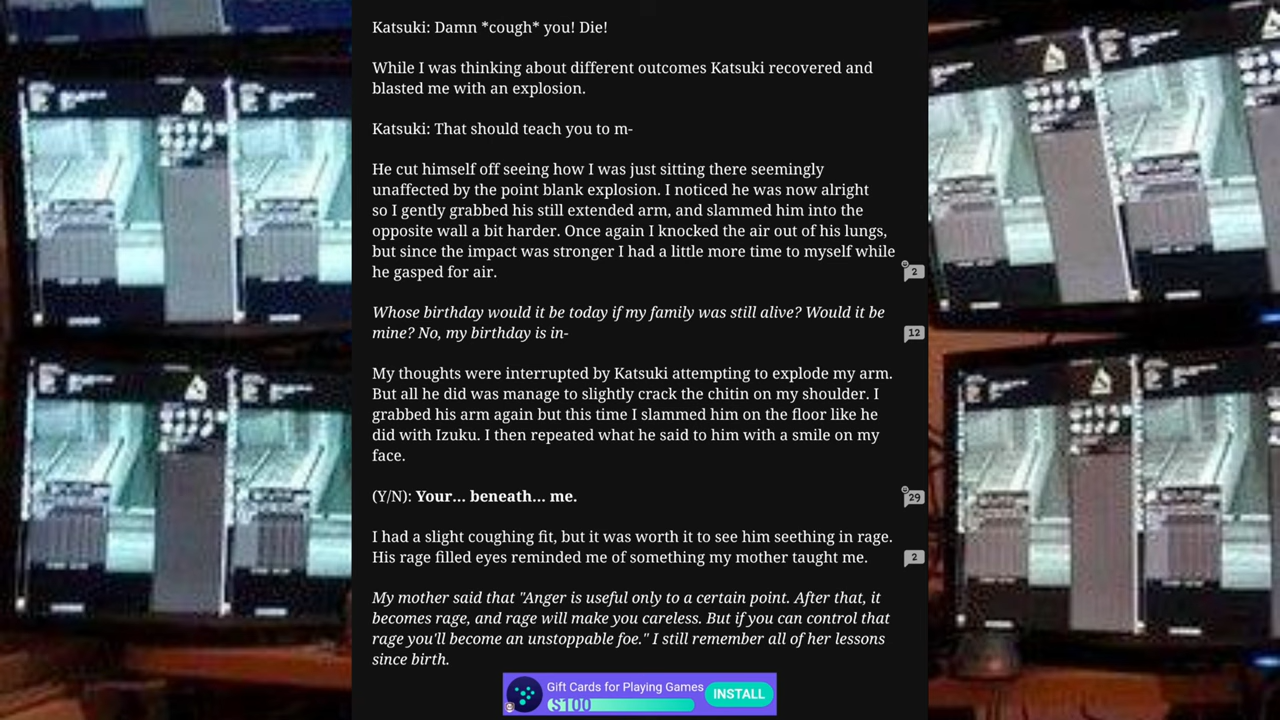 Katsuki: Damn *cough* you! Die!
While I was thinking about different outcomes Katsuki recovered and
blasted me with an explosion.
Katsuki: That should teach you to m-
He cut himself off seeing how I was just sitting there seemingly
unaffected by the point blank explosion. I noticed he was now alright
so I gently grabbed his still extended arm, and slammed him into the
opposite wall a bit harder. Once again I knocked the air out of his lungs,
but since the impact was stronger I had a little more time to myself while
he gasped for air.
2
Whose birthday would it be today if my family was still alive? Would it be
mine? No, my birthday is in-
12
My thoughts were interrupted by Katsuki attempting to explode my arm.
But all he did was manage to slightly crack the chitin on my shoulder. I
grabbed his arm again but this time I slammed him on the floor like he
did with Izuku. I then repeated what he said to him with a smile on my
face.
(Y/N): Your... beneath... me.
29
I had a slight coughing fit, but it was worth it to see him seething in rage.
His rage filled eyes reminded me of something my mother taught me.
2
My mother said that "Anger is useful only to a certain point. After that, it
becomes rage, and rage will make you careless. But if you can control that
rage you'll become an unstoppable foe." I still remember all of her lessons
since birth.
Gift Cards for Playing Games
$100
INSTALL